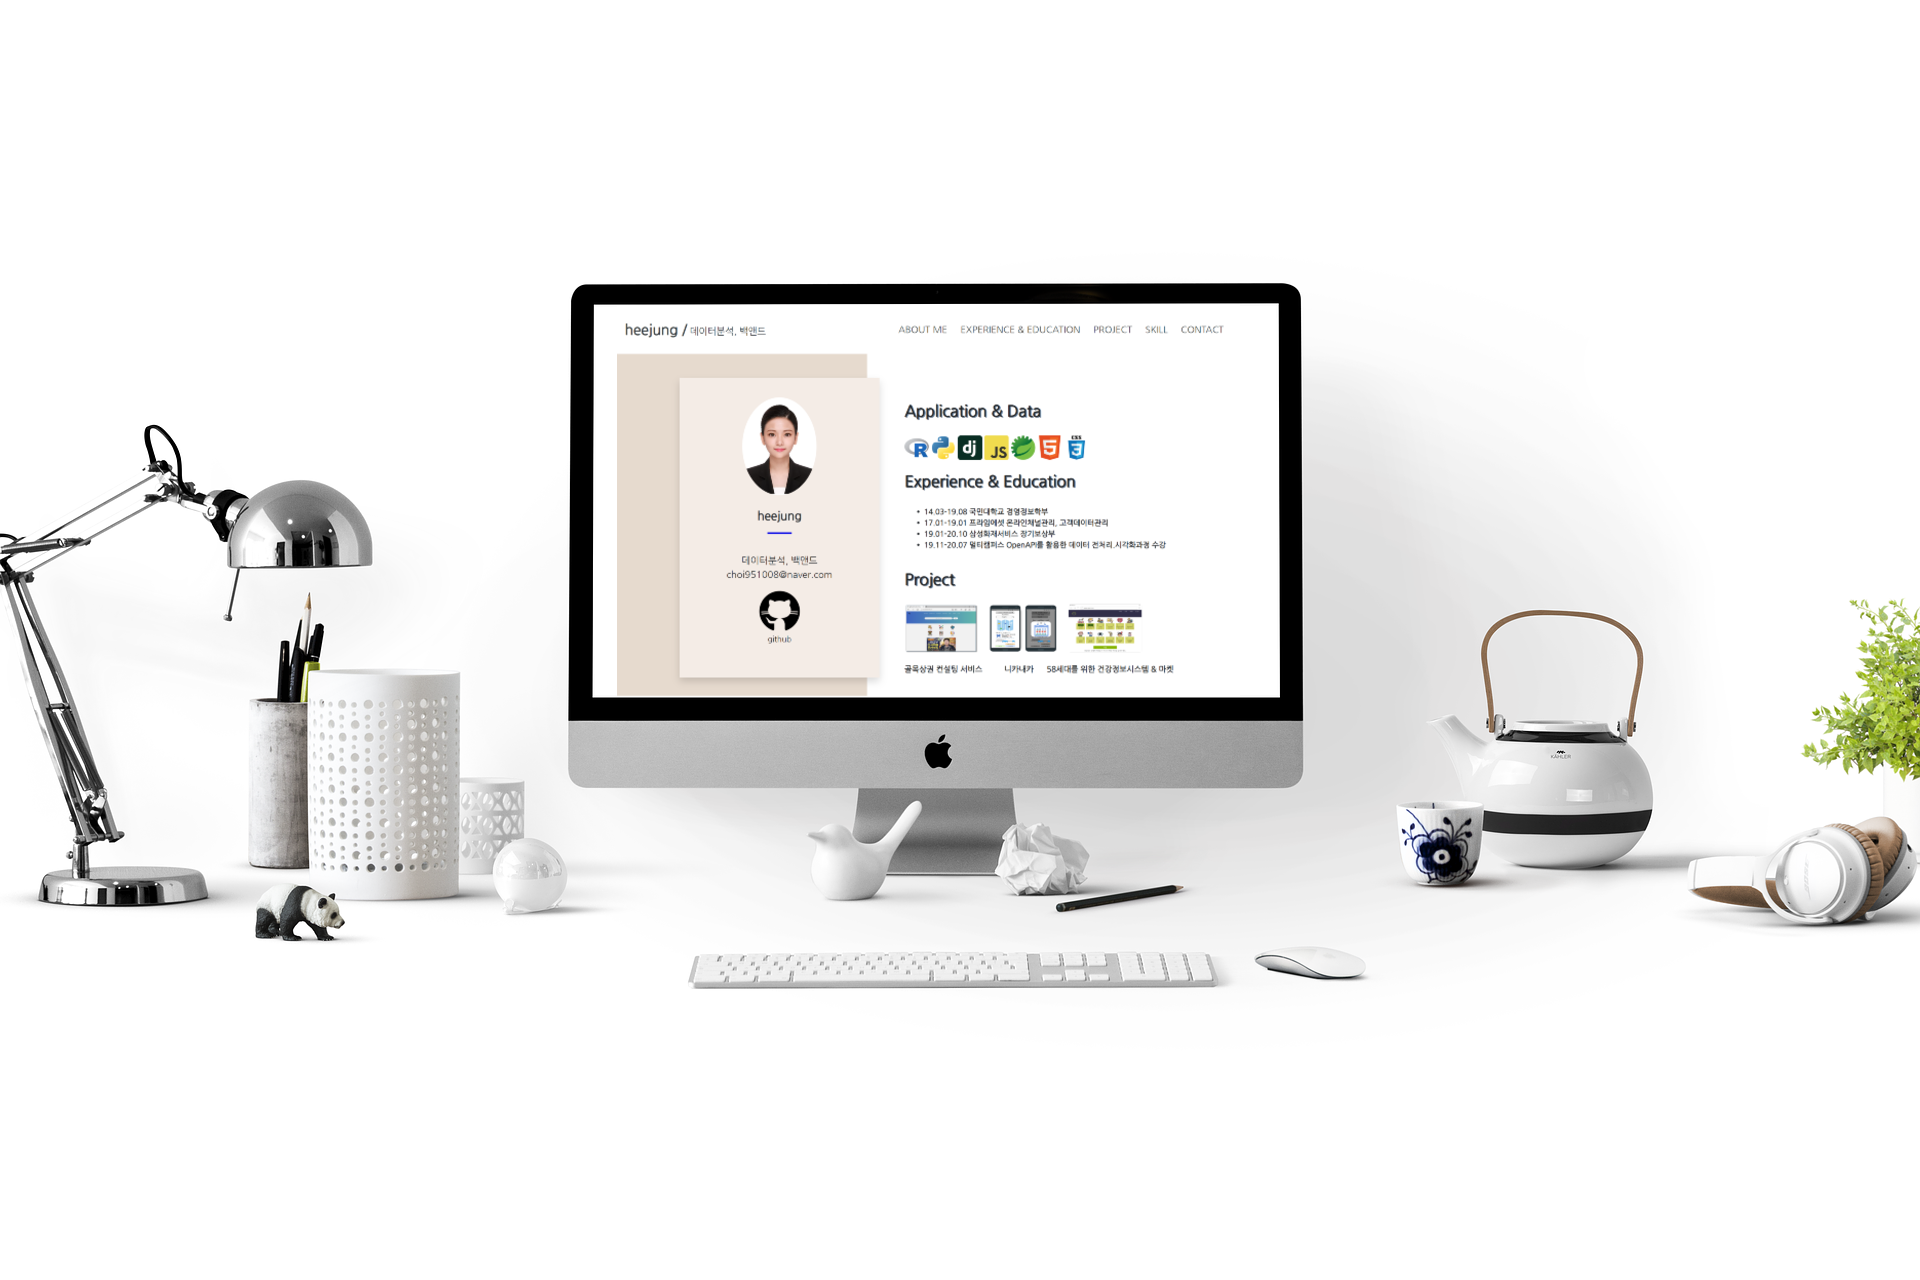 heejung / 데이터분석, 백앤드
ABOUT ME EXPERIENCE & EDUCATION PROJECT SKILL CONTACT
heejung
데이터분석, 백앤드
choi951008@naver.com
github
Application & Data
R dj JS 5 CSS 3
Experience & Education
• 14.03-19.08 국민대학교 경영정보학부
• 17.01-19.01 프라임에셋 온라인채널관리, 고객데이터관리
• 19.01-20.10 삼성화재서비스 장기보상부
• 19.11-20.07 멀티캠퍼스 OpenAPI를 활용한 데이터 전처리,시각화과정 수강
Project
골목상권 컨설팅 서비스 니카내카 58세대를 위한 건강정보시스템 & 마켓
KÄHLER